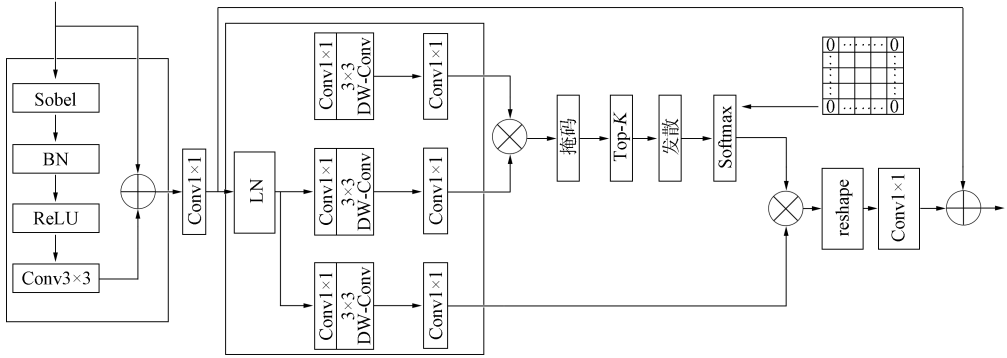 Sobel
BN
ReLU
Conv3×3
Conv1×1
LN
Conv1×1
3×3
DW-Conv
Conv1×1
Conv1×1
3×3
DW-Conv
Conv1×1
Conv1×1
3×3
DW-Conv
Conv1×1
掩码
Top-K
发散
Softmax
0 ······ 0
0 ······ 0
reshape
Conv1×1